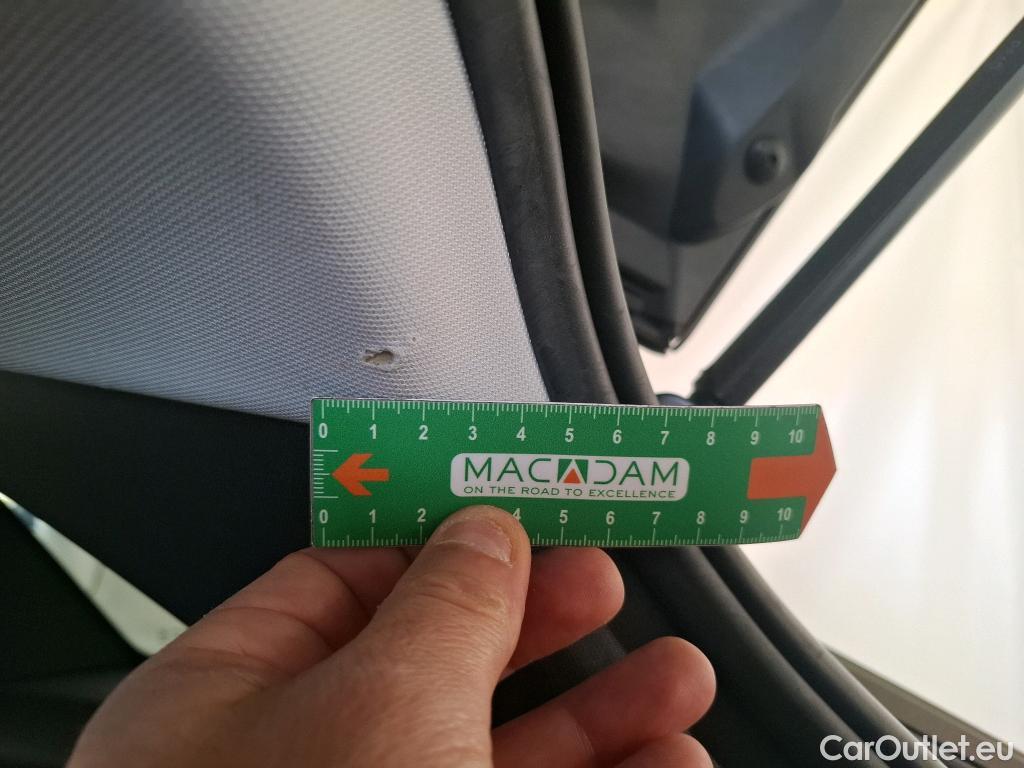 0 1 2 3 4 5 6 7 8 9 10
MACADAM
ON THE ROAD TO EXCELLENCE
0 1 2 4 5 6 7 8 9 10
CarOutlet.eu